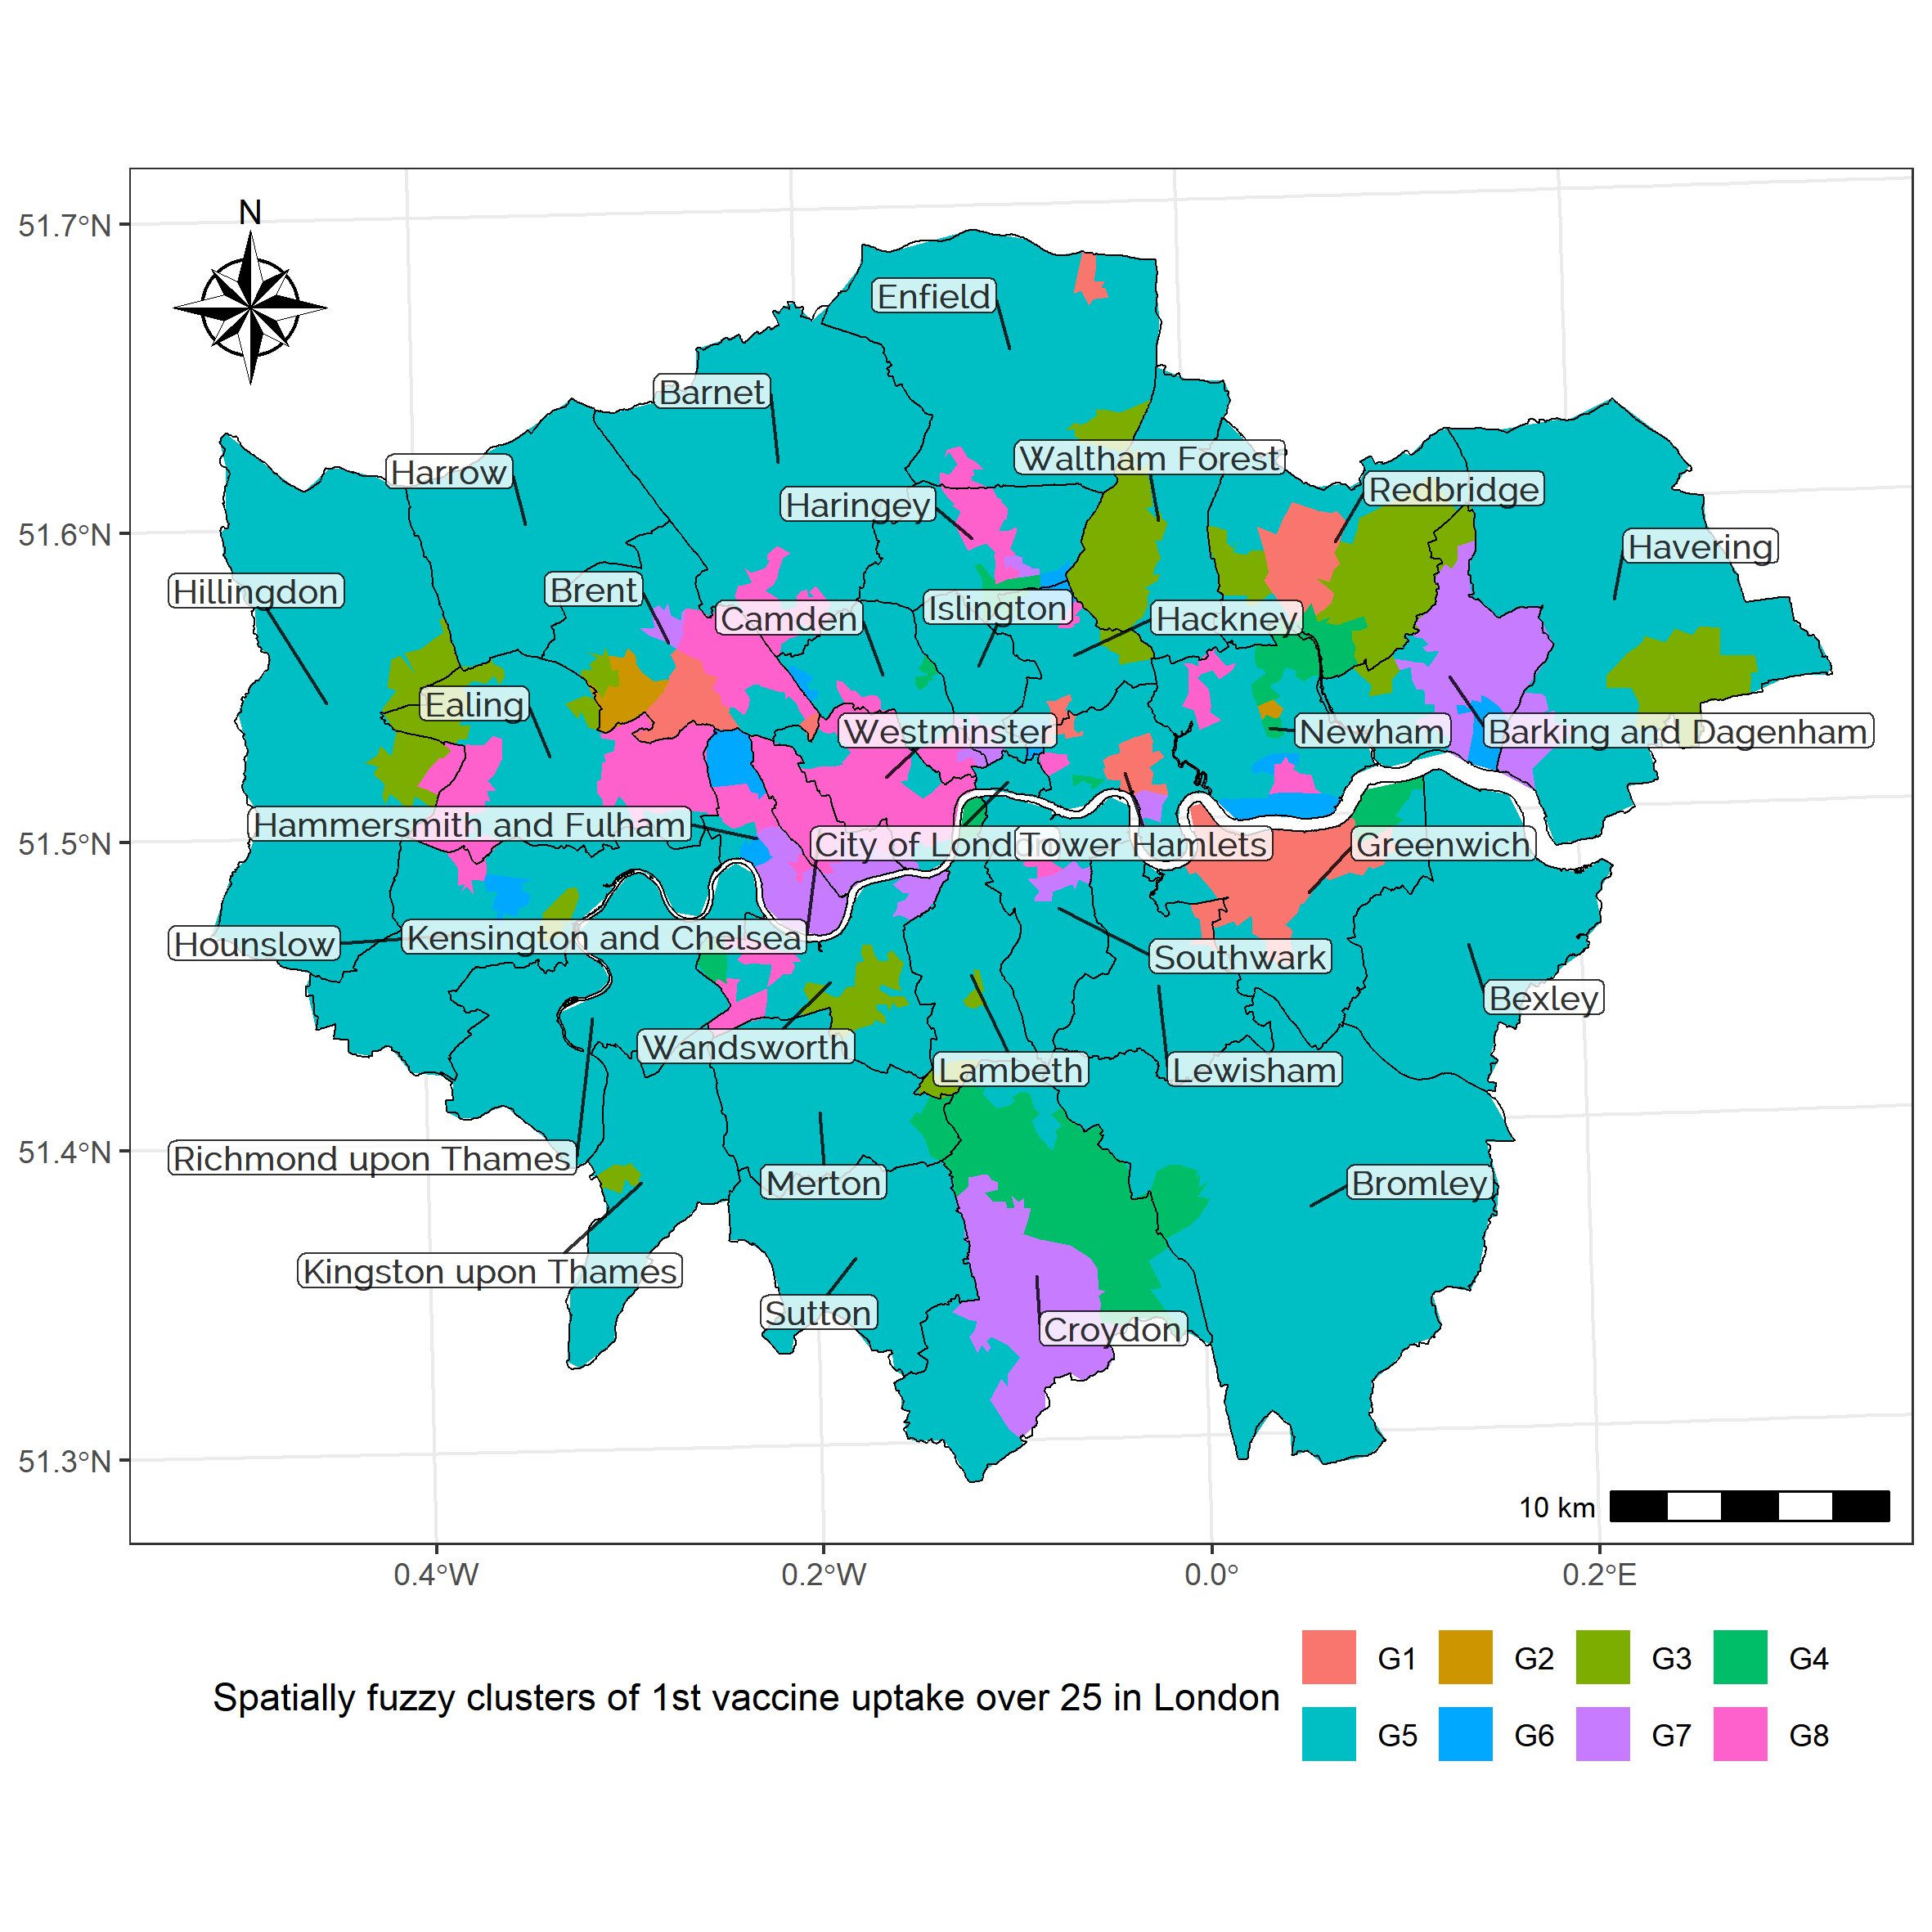 N
51.7°N
51.6°N
51.5°N
51.4°N
51.3°N
Enfield
Barnet
Waltham Forest
Harrow
Redbridge
Haringey
Havering
Hillingdon
Brent
Islington
Camden
Hackney
Ealing
Westminster
Newham
Barking and Dagenham
Hammersmith and Fulham
City of Lond
Tower Hamlets
Greenwich
Kensington and Chelsea
Hounslow
Southwark
Bexley
Wandsworth
Lambeth
Lewisham
Richmond upon Thames
Merton
Bromley
Kingston upon Thames
Sutton
Croydon
10 km
0.4°W
0.2°W
0.0°
0.2°E
Spatially fuzzy clusters of 1st vaccine uptake over 25 in London
G1 G2 G3 G4
G5 G6 G7 G8